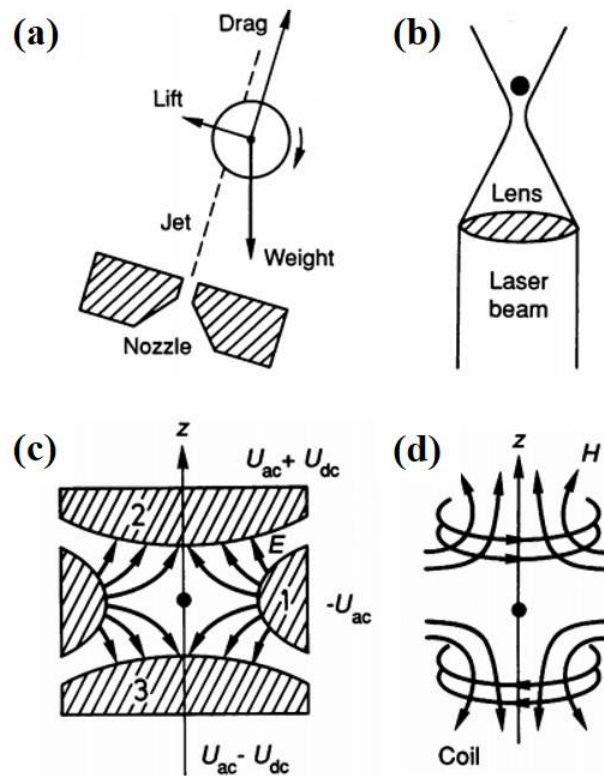 (a)
Drag
Lift
Jet
Weight
Nozzle
(b)
Lens
Laser
beam
(c)
z
U_ac + U_dc
2
E
1
-U_ac
3
U_ac - U_dc
(d)
z
H
Coil